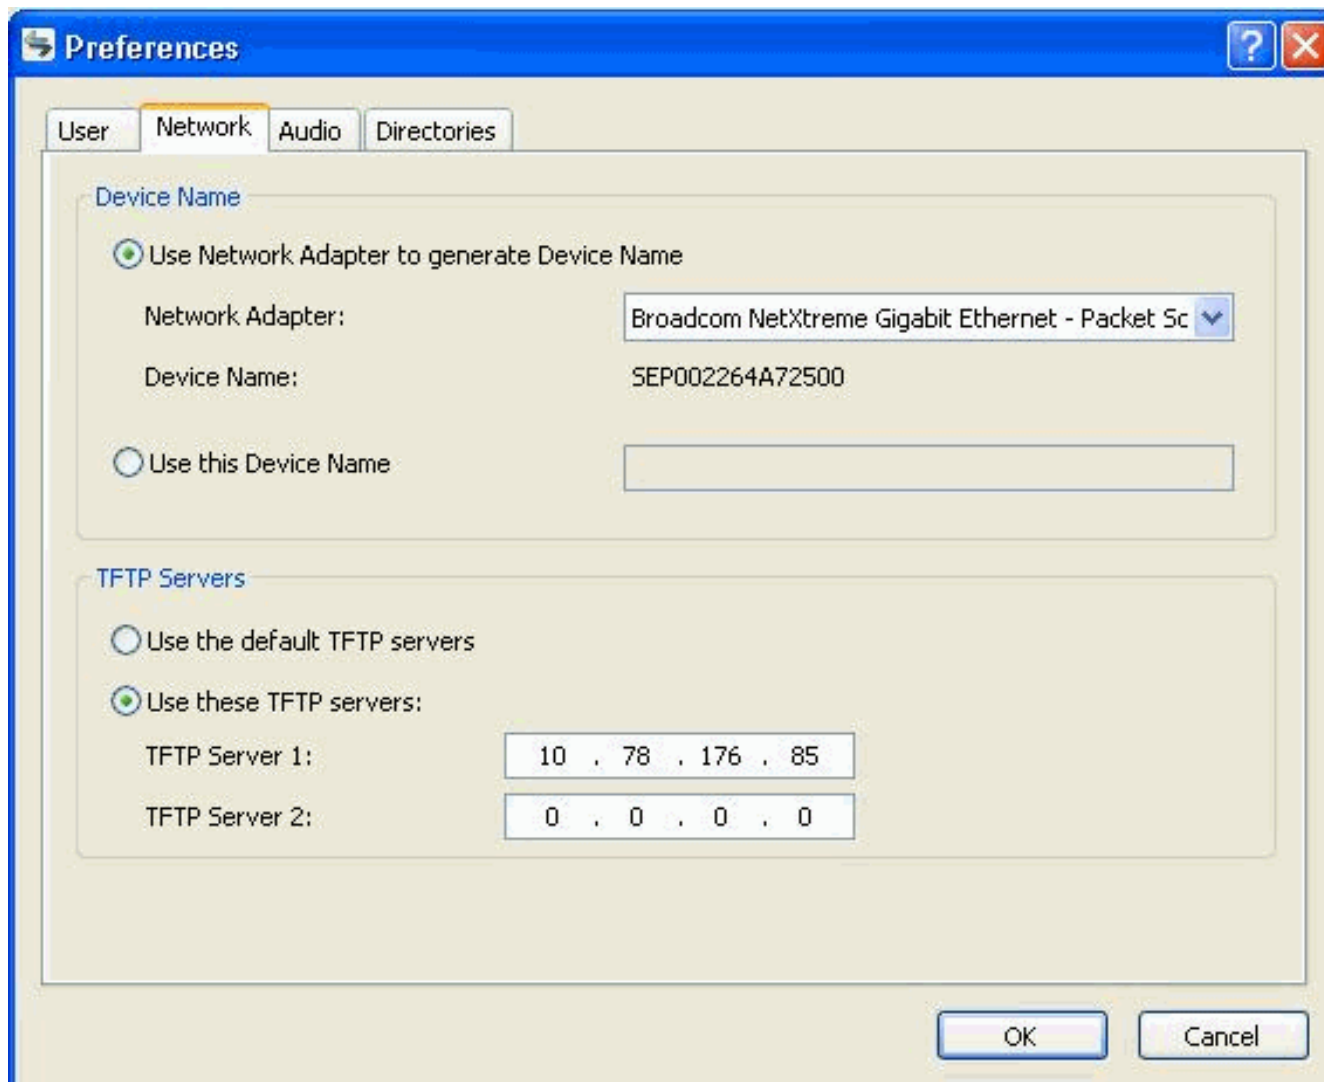 Preferences
User Network Audio Directories
Device Name
Use Network Adapter to generate Device Name
Network Adapter: Broadcom NetXtreme Gigabit Ethernet - Packet Sc
Device Name: SEP002264A72500
Use this Device Name
TFTP Servers
Use the default TFTP servers
Use these TFTP servers:
TFTP Server 1: 10 . 78 . 176 . 85
TFTP Server 2: 0 . 0 . 0 . 0
OK Cancel